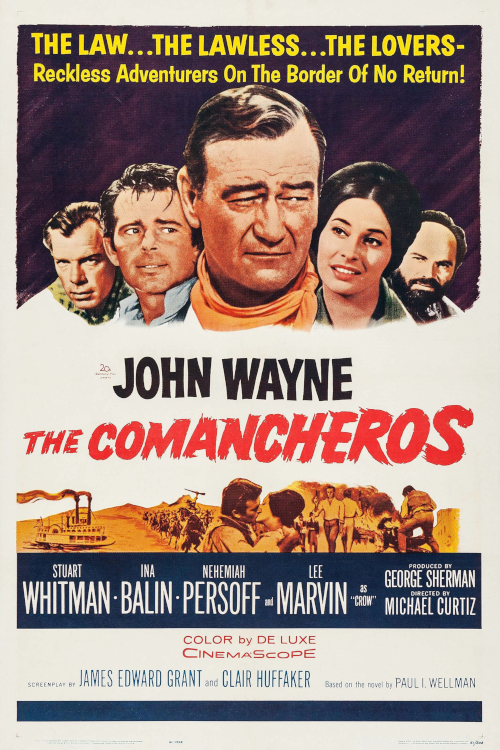 THE LAW...THE LAWLESS...THE LOVERS-
Reckless Adventurers On The Border Of No Return!
20th
JOHN WAYNE
THE COMANCHEROS
STUART WHITMAN · INA BALIN · NEHEMIAH PERSOFF and LEE MARVIN as "CROW"
PRODUCED BY
GEORGE SHERMAN
DIRECTED BY
MICHAEL CURTIZ
COLOR by DE LUXE
CINEMASCOPE
SCREENPLAY BY JAMES EDWARD GRANT and CLAIR HUFFAKER Based on the novel by PAUL I. WELLMAN